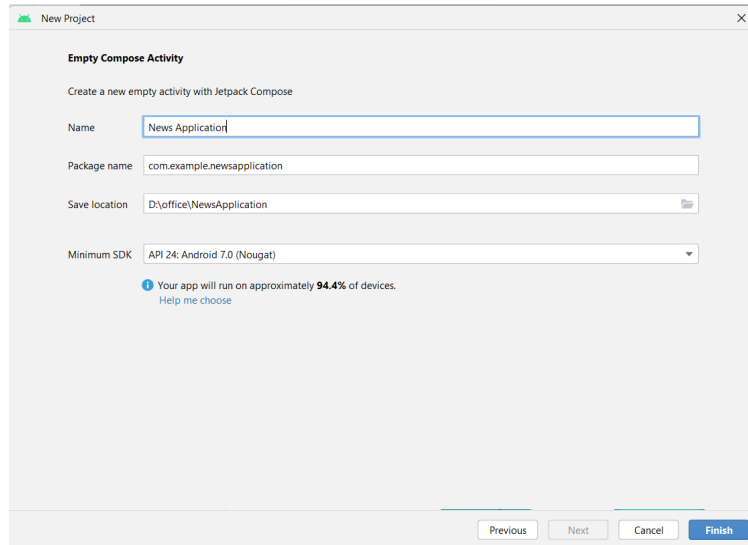 New Project
Empty Compose Activity
Create a new empty activity with Jetpack Compose
Name News Application
Package name com.example.newsapplication
Save location D:\office\NewsApplication
Minimum SDK API 24: Android 7.0 (Nougat)
Your app will run on approximately 94.4% of devices.
Help me choose
Previous Next Cancel Finish